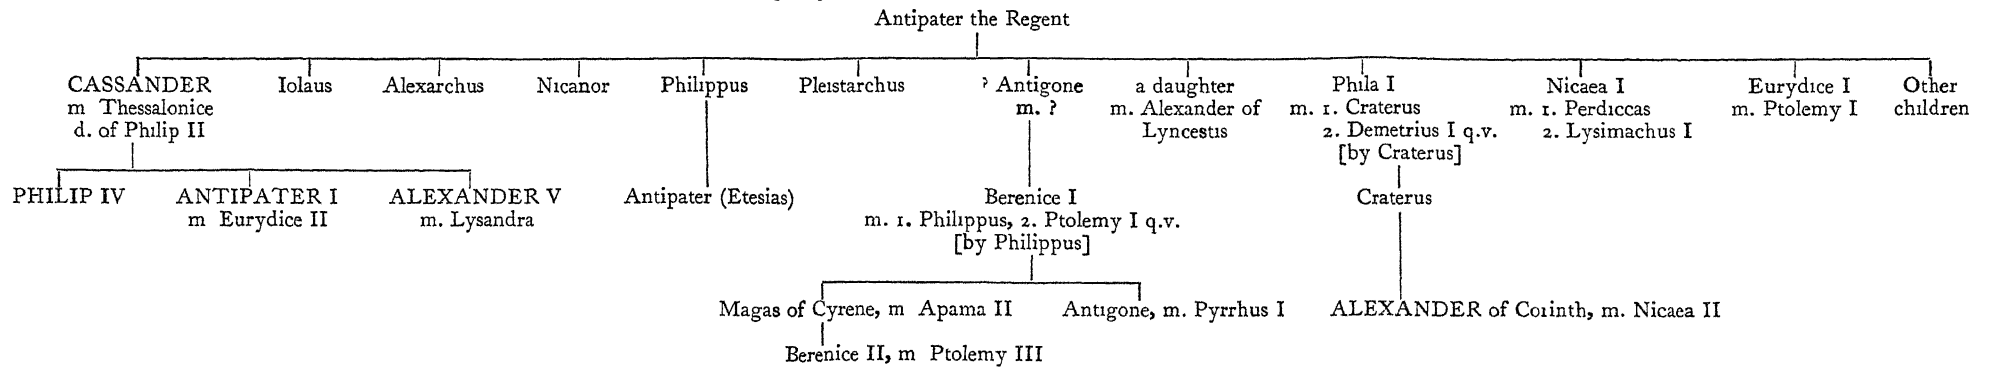 Antipater the Regent
CASSANDER Iolaus Alexarchus Nicanor Philippus Pleistarchus ? Antigone a daughter Phila I Nicaea I Eurydice I Other
m Thessalonice m. ? m. Alexander of m. 1. Craterus m. 1. Perdiccas m. Ptolemy I children
d. of Philip II Lyncestis 2. Demetrius I q.v. 2. Lysimachus I
[by Craterus]
PHILIP IV ANTIPATER I ALEXANDER V Antipater (Etesias) Berenice I Craterus
m Eurydice II m. Lysandra m. 1. Philippus, 2. Ptolemy I q.v.
[by Philippus]
Magas of Cyrene, m Apama II Antigone, m. Pyrrhus I ALEXANDER of Corinth, m. Nicaea II
Berenice II, m Ptolemy III